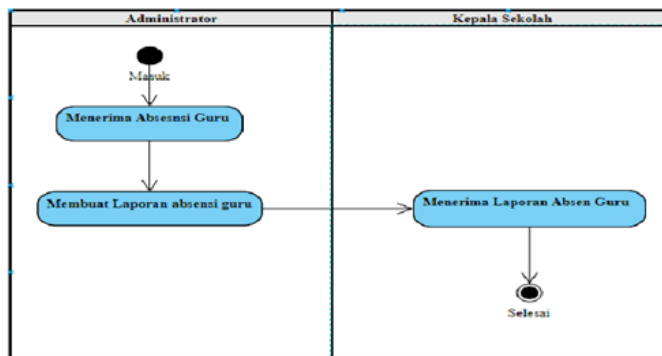 Administrator
Kepala Sekolah
Masuk
Menerima Absesnsi Guru
Membuat Laporan absensi guru
Menerima Laporan Absen Guru
Selesai